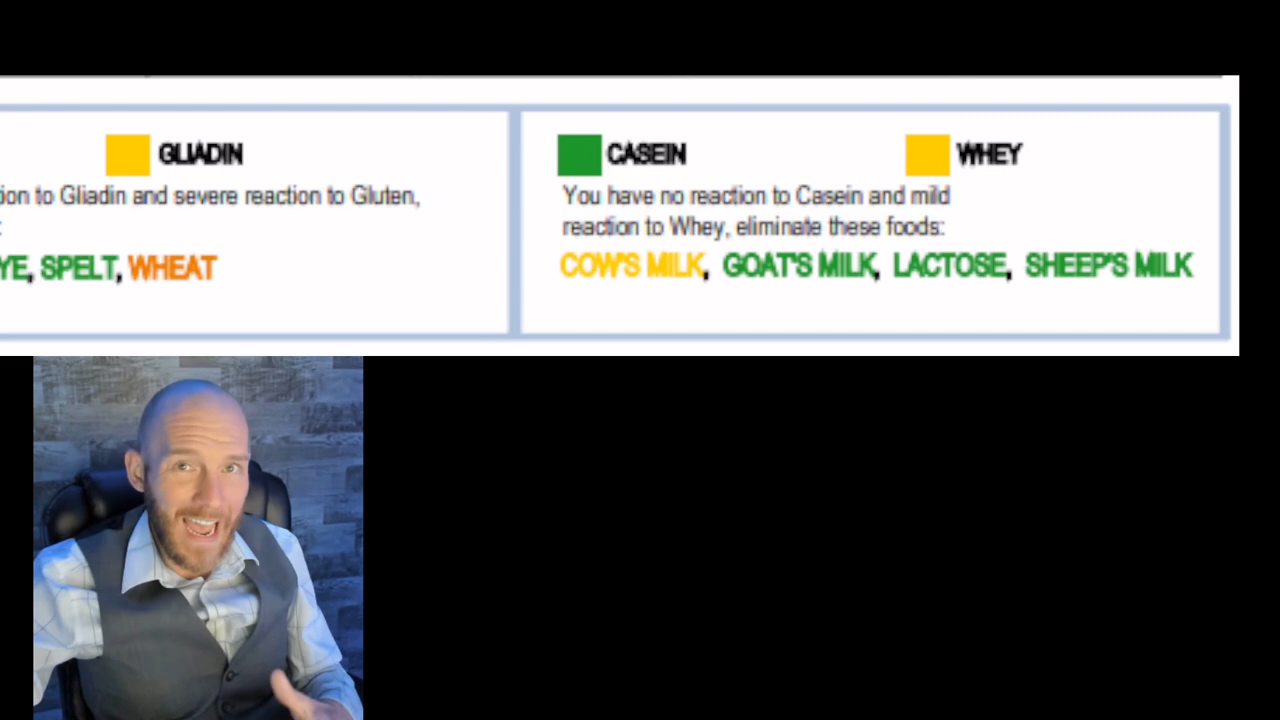 GLIADIN
ion to Gliadin and severe reaction to Gluten,
:
YE, SPELT, WHEAT
CASEIN WHEY
You have no reaction to Casein and mild
reaction to Whey, eliminate these foods:
COW'S MILK, GOAT'S MILK, LACTOSE, SHEEP'S MILK